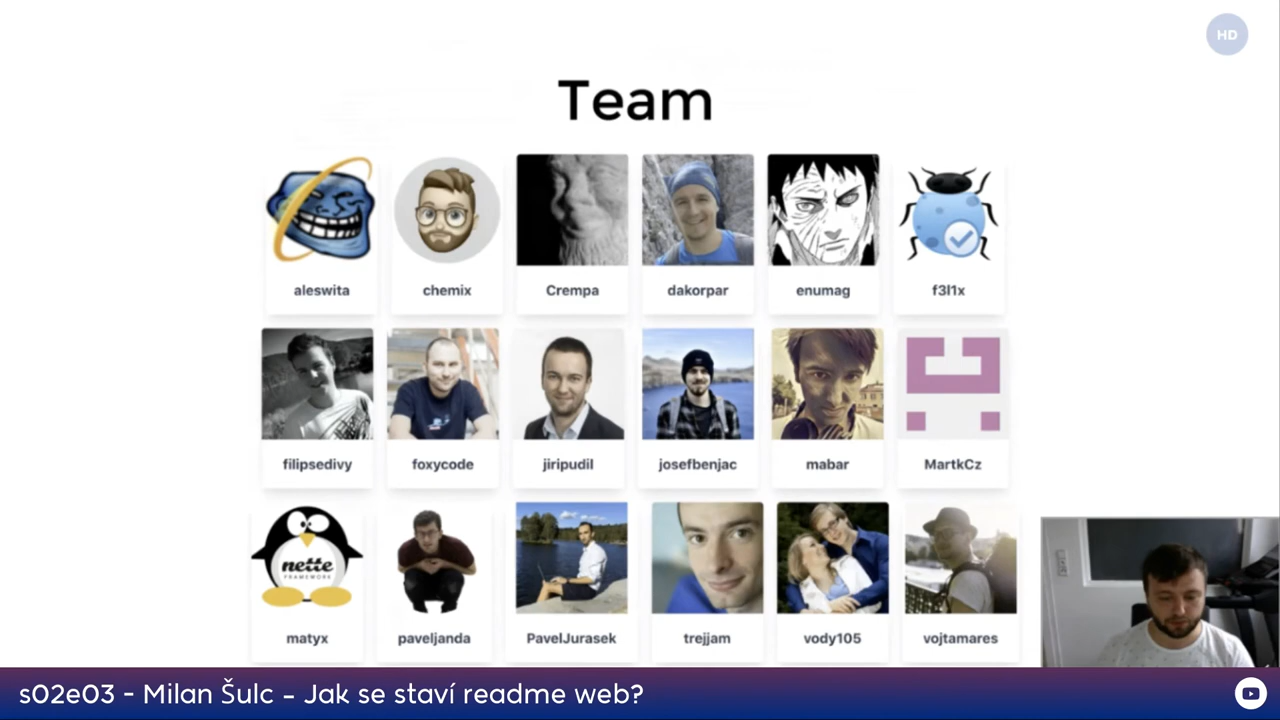 HD
Team
aleswita chemix Crempa dakorpar enumag f3l1x
filipsedivy foxycode jiripudil josefbenjac mabar MartkCz
nette
FRAMEWORK
matyx paveljanda PavelJurasek trejjam vody105 vojtamares
s02e03 - Milan Šulc - Jak se staví readme web?